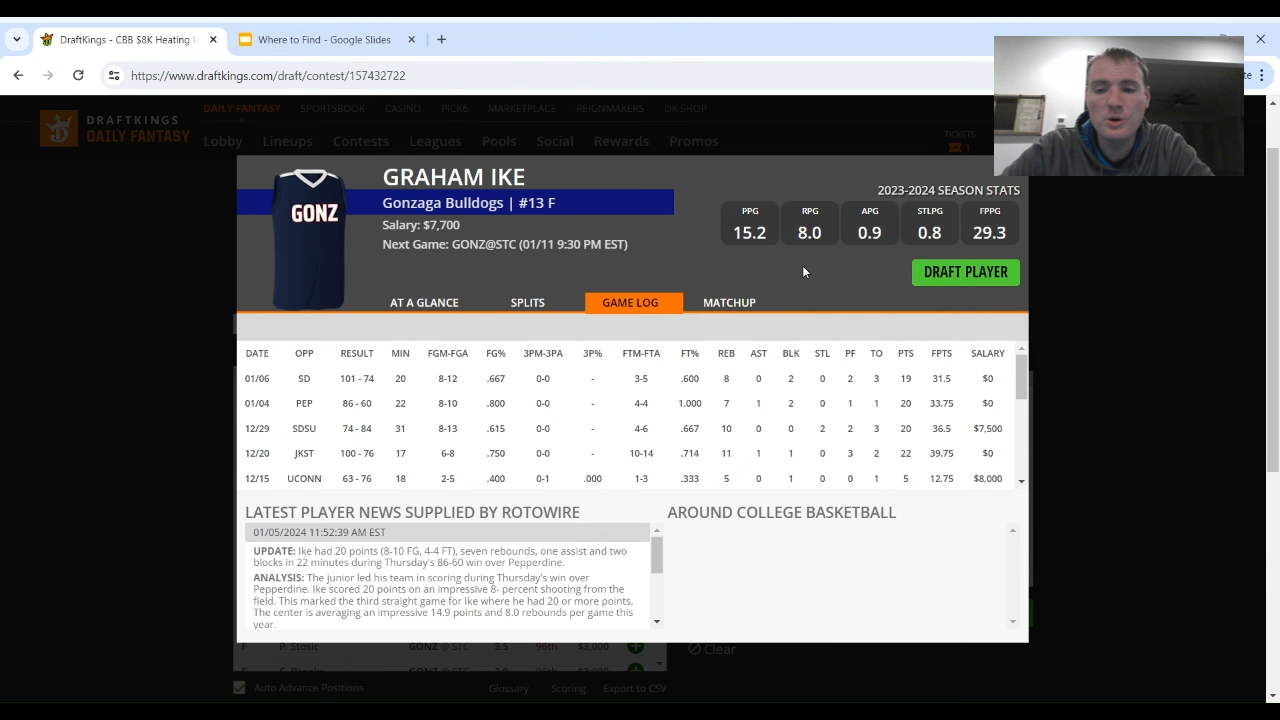 DraftKings - CBB $8K Heating U
Where to Find - Google Slides
https://www.draftkings.com/draft/contest/157432722
DRAFTKINGS
DAILY FANTASY
DAILY FANTASY SPORTSBOOK CASINO PICK6 MARKETPLACE REIGNMAKERS DK SHOP
Lobby Lineups Contests Leagues Pools Social Rewards Promos
TICKETS
1
GONZ
GRAHAM IKE
Gonzaga Bulldogs | #13 F
Salary: $7,700
Next Game: GONZ@STC (01/11 9:30 PM EST)
2023-2024 SEASON STATS
PPG RPG APG STLPG FPPG
15.2 8.0 0.9 0.8 29.3
DRAFT PLAYER
AT A GLANCE SPLITS GAME LOG MATCHUP
DATE OPP RESULT MIN FGM-FGA FG% 3PM-3PA 3P% FTM-FTA FT% REB AST BLK STL PF TO PTS FPTS SALARY
01/06 SD 101 - 74 20 8-12 .667 0-0 - 3-5 .600 8 0 2 0 2 3 19 31.5 $0
01/04 PEP 86 - 60 22 8-10 .800 0-0 - 4-4 1.000 7 1 2 0 1 1 20 33.75 $0
12/29 SDSU 74 - 84 31 8-13 .615 0-0 - 4-6 .667 10 0 0 2 2 3 20 36.5 $7,500
12/20 JKST 100 - 76 17 6-8 .750 0-0 - 10-14 .714 11 1 1 0 3 2 22 39.75 $0
12/15 UCONN 63 - 76 18 2-5 .400 0-1 .000 1-3 .333 5 0 1 0 0 1 5 12.75 $8,000
LATEST PLAYER NEWS SUPPLIED BY ROTOWIRE
AROUND COLLEGE BASKETBALL
01/05/2024 11:52:39 AM EST
UPDATE: Ike had 20 points (8-10 FG, 4-4 FT), seven rebounds, one assist and two
blocks in 22 minutes during Thursday's 86-60 win over Pepperdine.
ANALYSIS: The junior led his team in scoring during Thursday's win over
Pepperdine. Ike scored 20 points on an impressive 8- percent shooting from the
field. This marked the third straight game for Ike where he had 20 or more points.
The center is averaging an impressive 14.9 points and 8.0 rebounds per game this
year.
F P. Stosic GONZ @ STC 3.5 96th $3,000
Clear
Auto Advance Positions Glossary Scoring Export to CSV